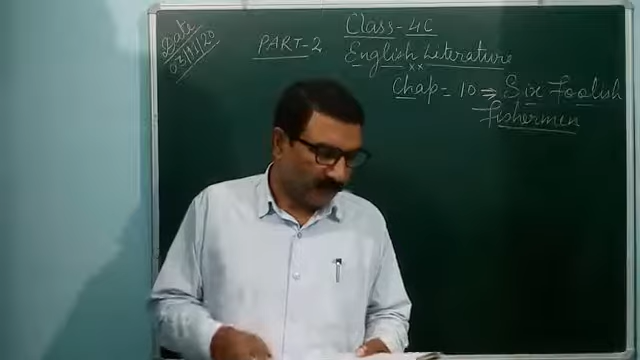 Date
03/11/20
PART-2
Class-4C
English Literature
Chap = 10 ⇒ Six Foolish
Fishermen